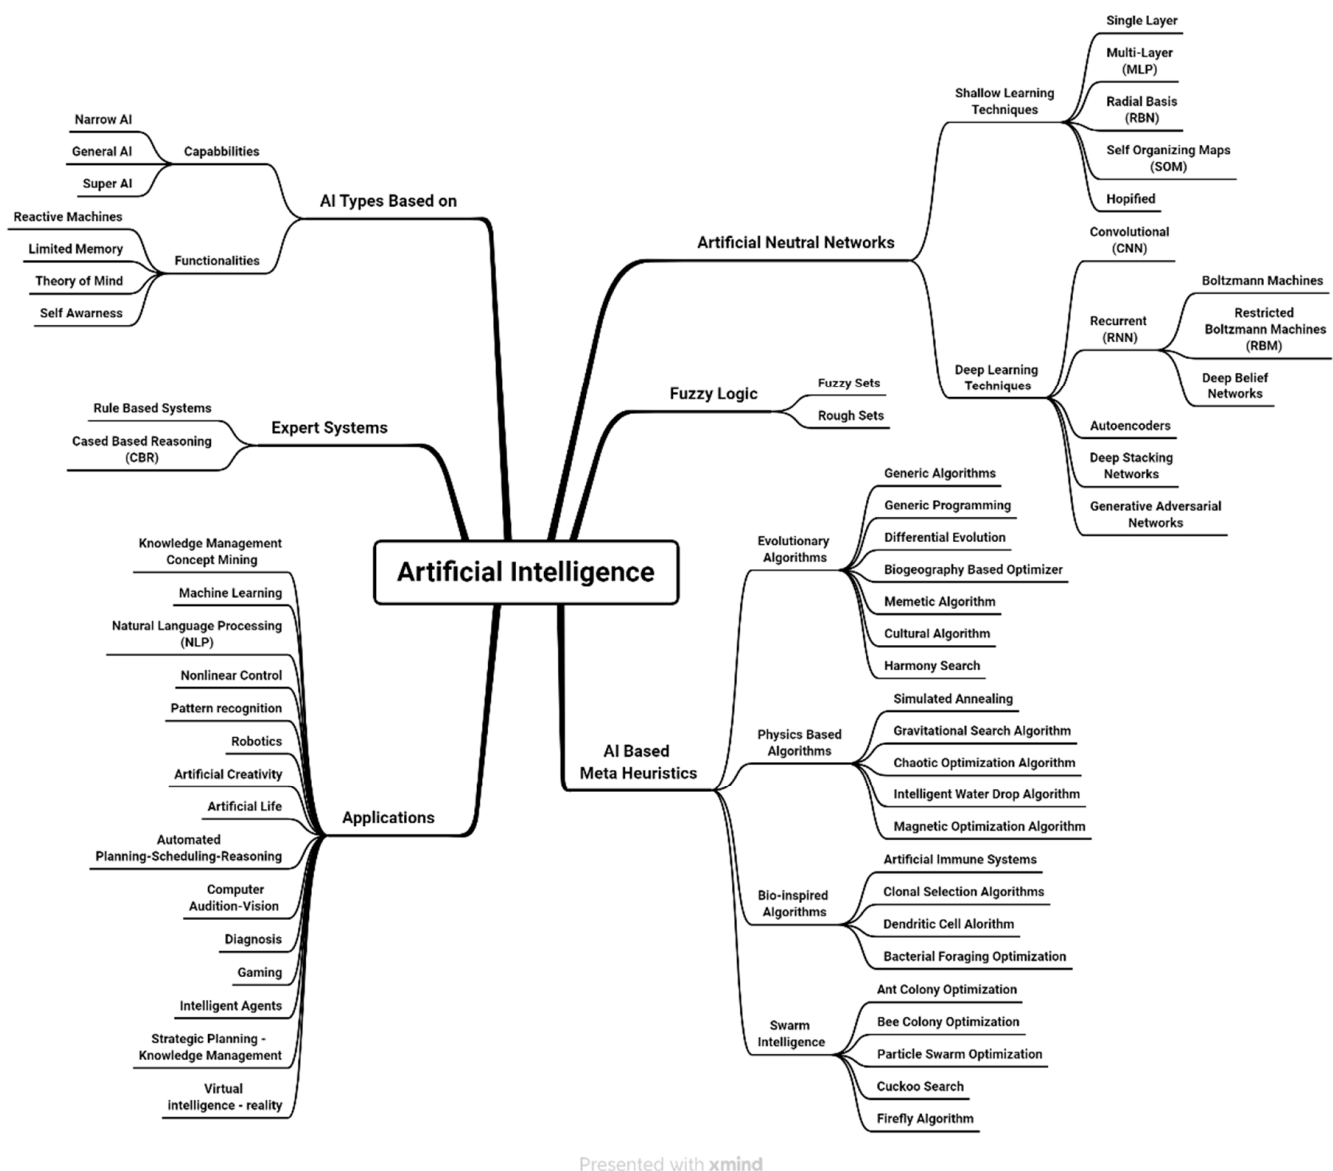 Artificial Intelligence
AI Types Based on
Capabbilities
Narrow AI
General AI
Super AI
Functionalities
Reactive Machines
Limited Memory
Theory of Mind
Self Awarness
Expert Systems
Rule Based Systems
Cased Based Reasoning
(CBR)
Applications
Knowledge Management
Concept Mining
Machine Learning
Natural Language Processing
(NLP)
Nonlinear Control
Pattern recognition
Robotics
Artificial Creativity
Artificial Life
Automated
Planning-Scheduling-Reasoning
Computer
Audition-Vision
Diagnosis
Gaming
Intelligent Agents
Strategic Planning -
Knowledge Management
Virtual
intelligence - reality
Artificial Neutral Networks
Shallow Learning
Techniques
Single Layer
Multi-Layer
(MLP)
Radial Basis
(RBN)
Self Organizing Maps
(SOM)
Hopified
Deep Learning
Techniques
Convolutional
(CNN)
Recurrent
(RNN)
Boltzmann Machines
Restricted
Boltzmann Machines
(RBM)
Deep Belief
Networks
Autoencoders
Deep Stacking
Networks
Generative Adversarial
Networks
Fuzzy Logic
Fuzzy Sets
Rough Sets
AI Based
Meta Heuristics
Evolutionary
Algorithms
Generic Algorithms
Generic Programming
Differential Evolution
Biogeography Based Optimizer
Memetic Algorithm
Cultural Algorithm
Harmony Search
Physics Based
Algorithms
Simulated Annealing
Gravitational Search Algorithm
Chaotic Optimization Algorithm
Intelligent Water Drop Algorithm
Magnetic Optimization Algorithm
Bio-inspired
Algorithms
Artificial Immune Systems
Clonal Selection Algorithms
Dendritic Cell Alorithm
Bacterial Foraging Optimization
Swarm
Intelligence
Ant Colony Optimization
Bee Colony Optimization
Particle Swarm Optimization
Cuckoo Search
Firefly Algorithm
Presented with xmind